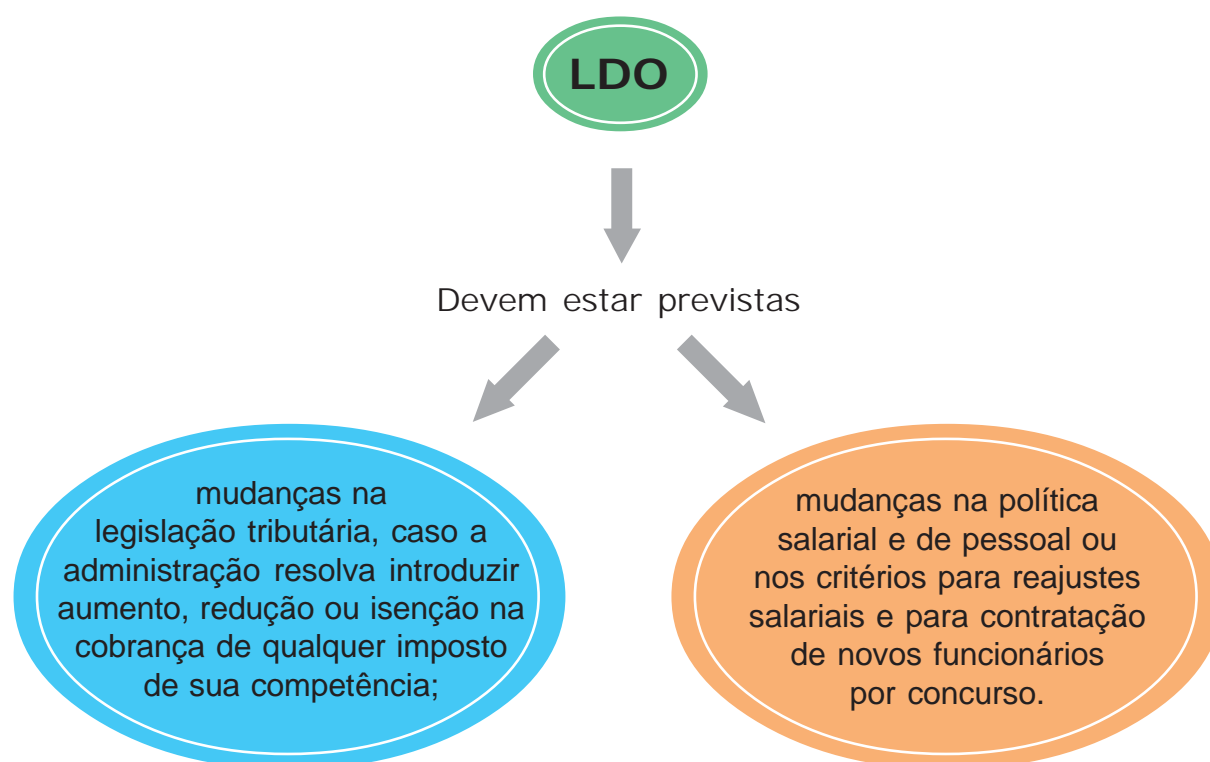 LDO
Devem estar previstas
mudanças na
legislação tributária, caso a
administração resolva introduzir
aumento, redução ou isenção na
cobrança de qualquer imposto
de sua competência;
mudanças na política
salarial e de pessoal ou
nos critérios para reajustes
salariais e para contratação
de novos funcionários
por concurso.